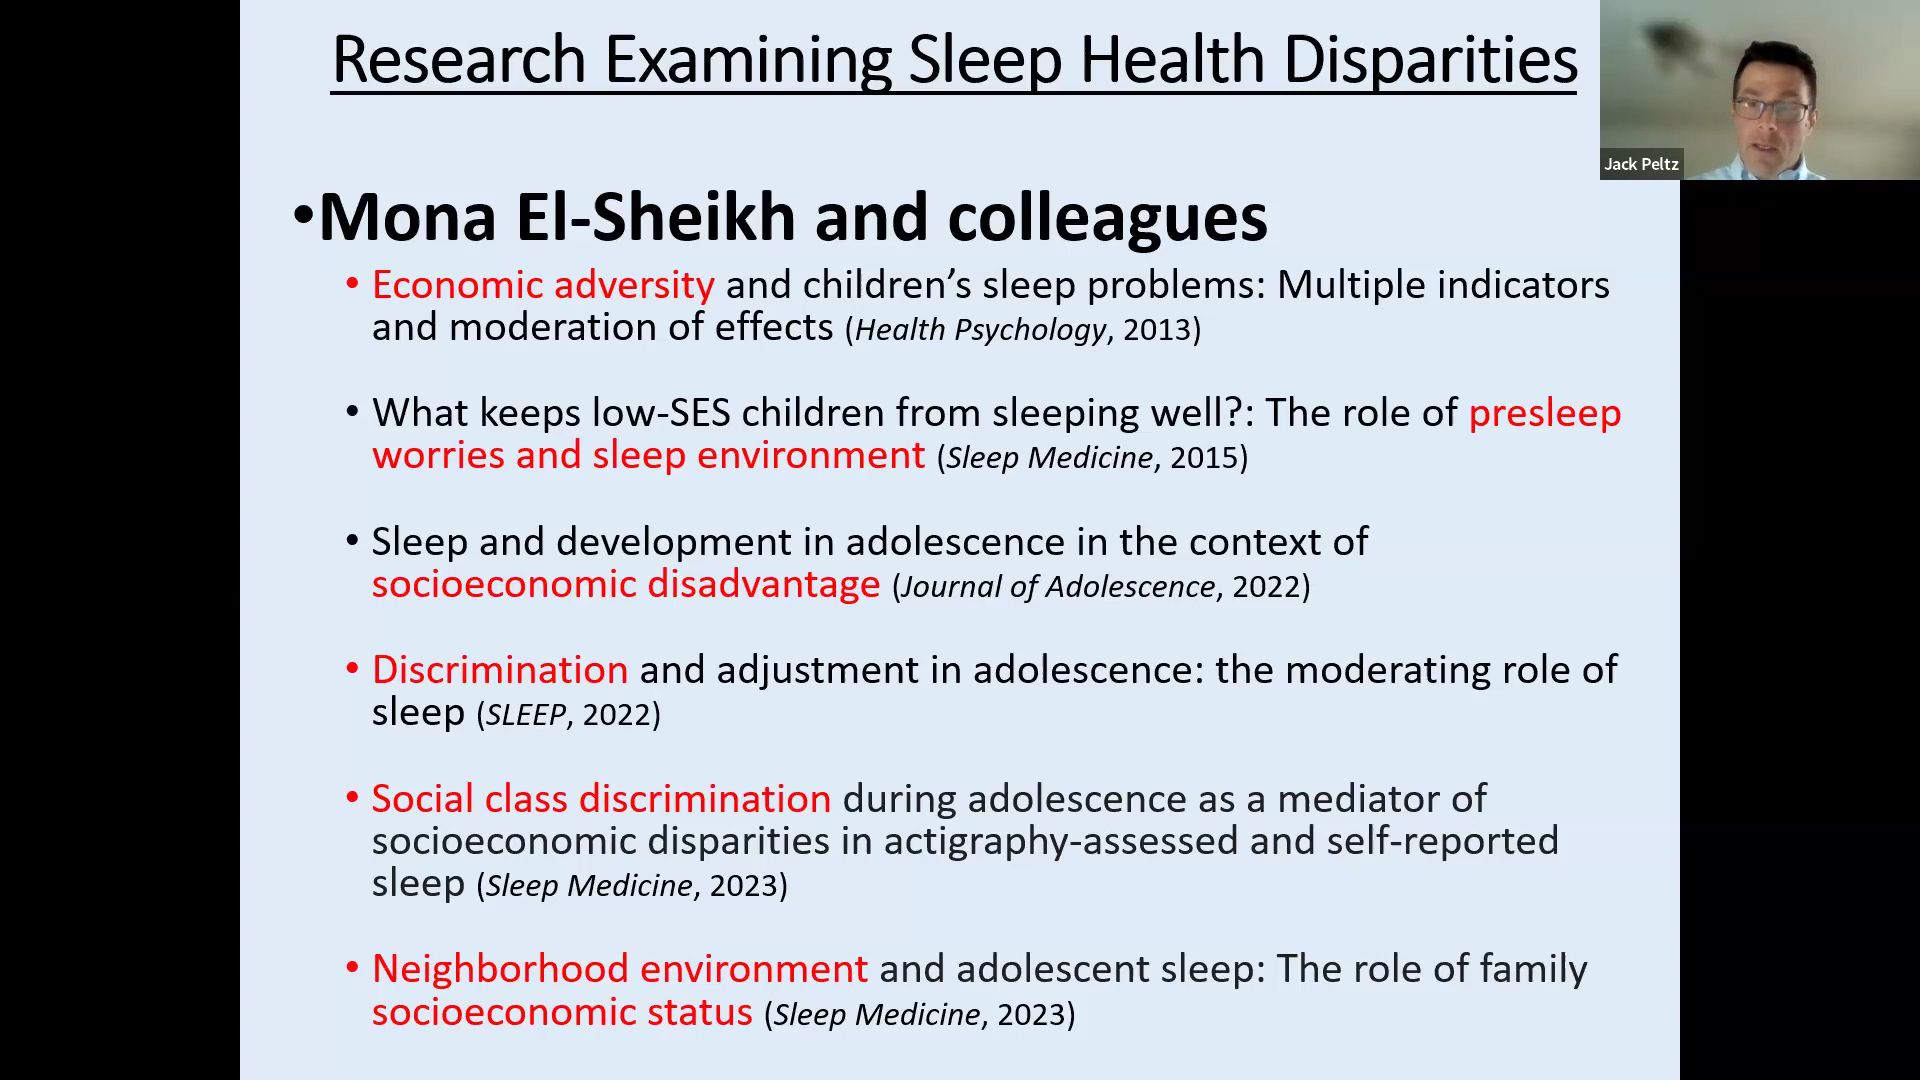 Research Examining Sleep Health Disparities
Jack Peltz
•Mona El-Sheikh and colleagues
• Economic adversity and children’s sleep problems: Multiple indicators
and moderation of effects (Health Psychology, 2013)
• What keeps low-SES children from sleeping well?: The role of presleep
worries and sleep environment (Sleep Medicine, 2015)
• Sleep and development in adolescence in the context of
socioeconomic disadvantage (Journal of Adolescence, 2022)
• Discrimination and adjustment in adolescence: the moderating role of
sleep (SLEEP, 2022)
• Social class discrimination during adolescence as a mediator of
socioeconomic disparities in actigraphy-assessed and self-reported
sleep (Sleep Medicine, 2023)
• Neighborhood environment and adolescent sleep: The role of family
socioeconomic status (Sleep Medicine, 2023)